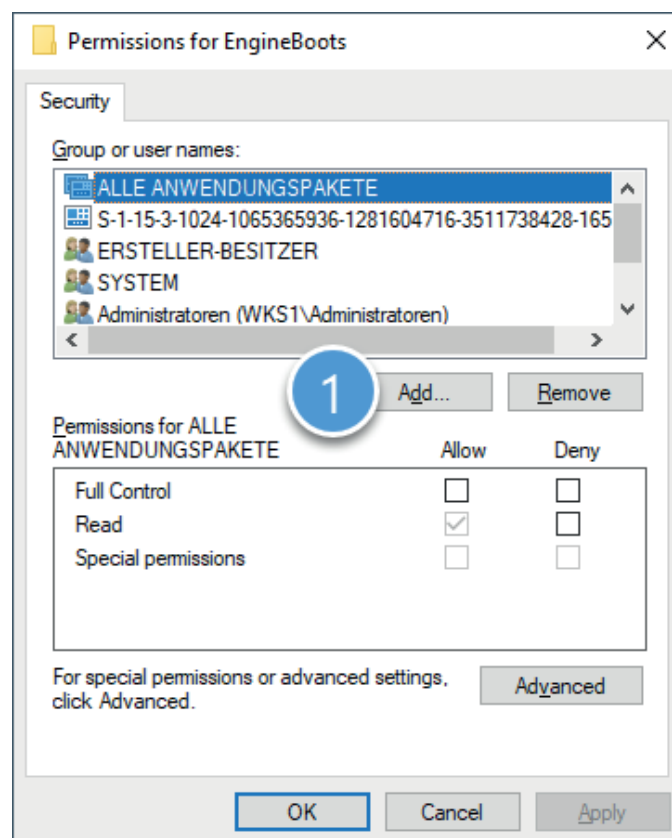 Permissions for EngineBoots
Security
Group or user names:
ALLE ANWENDUNGSPAKETE
S-1-15-3-1024-1065365936-1281604716-3511738428-165
ERSTELLER-BESITZER
SYSTEM
Administratoren (WKS1\Administratoren)
1
Add...
Remove
Permissions for ALLE
ANWENDUNGSPAKETE
Allow
Deny
Full Control
Read
Special permissions
For special permissions or advanced settings,
click Advanced.
Advanced
OK
Cancel
Apply